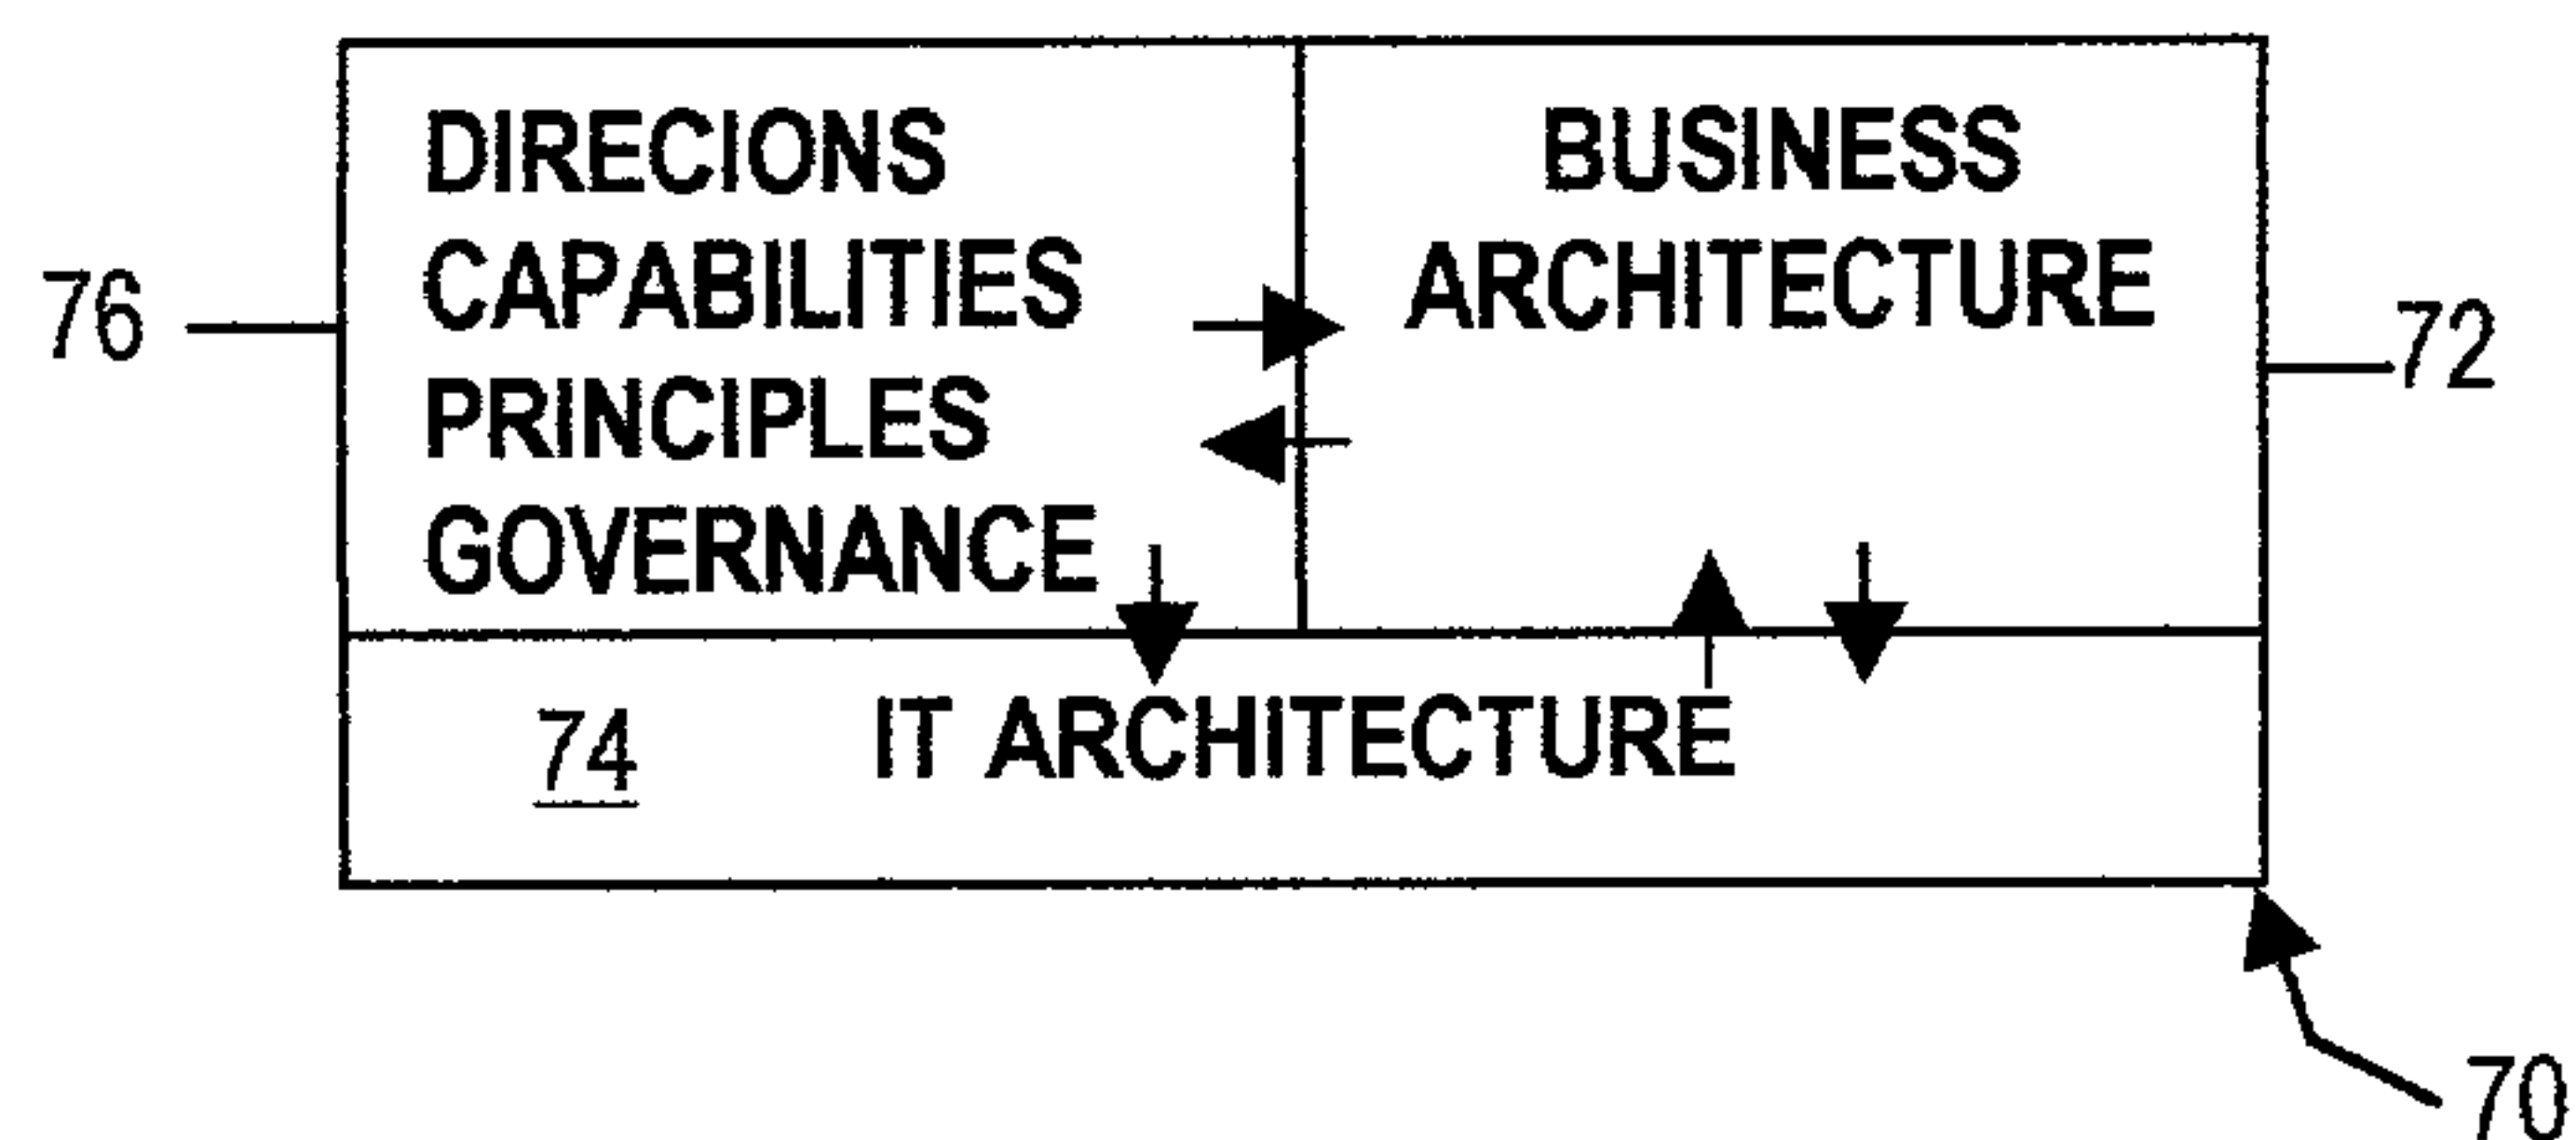 DIRECIONS
CAPABILITIES
PRINCIPLES
GOVERNANCE
BUSINESS
ARCHITECTURE
76
72
74
IT ARCHITECTURE
70